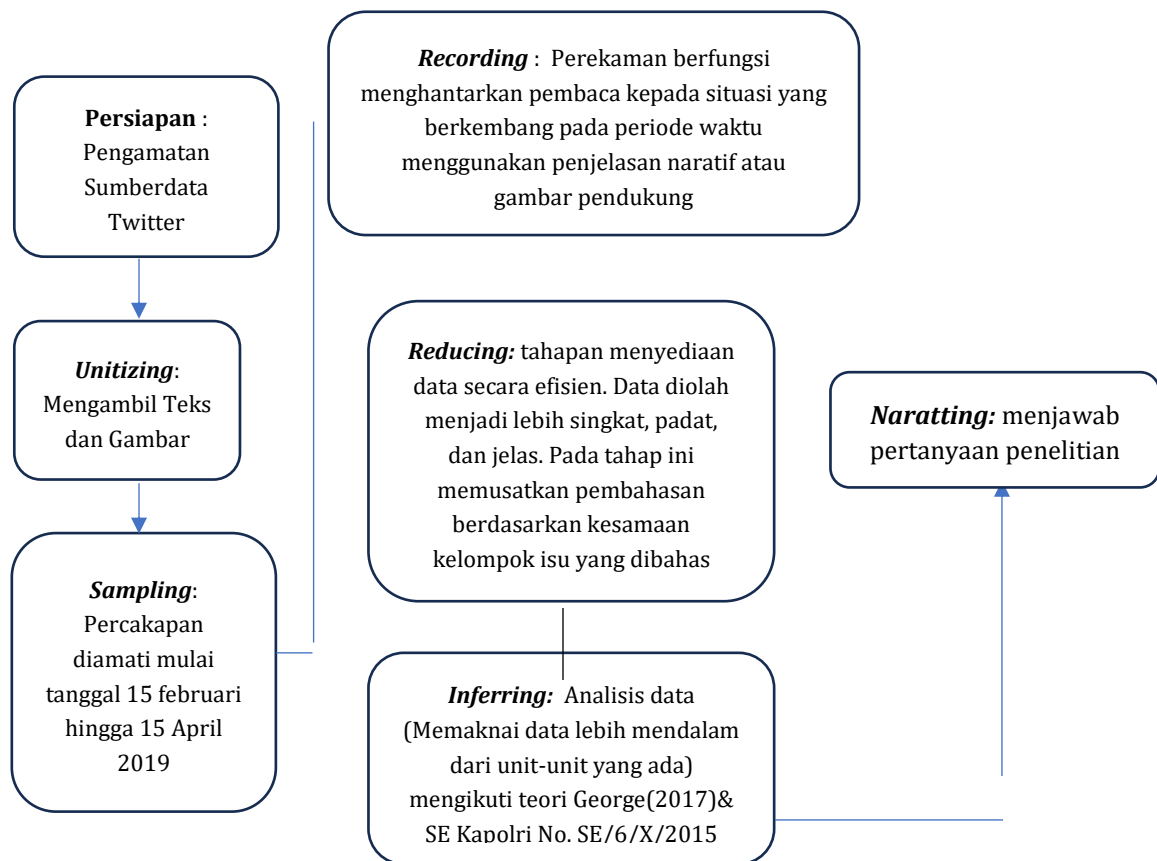 Persiapan :
Pengamatan
Sumberdata
Twitter
Unitizing:
Mengambil Teks
dan Gambar
Sampling:
Percakapan
diamati mulai
tanggal 15 februari
hingga 15 April
2019
Recording : Perekaman berfungsi
menghantarkan pembaca kepada situasi yang
berkembang pada periode waktu
menggunakan penjelasan naratif atau
gambar pendukung
Reducing: tahapan menyediaan
data secara efisien. Data diolah
menjadi lebih singkat, padat,
dan jelas. Pada tahap ini
memusatkan pembahasan
berdasarkan kesamaan
kelompok isu yang dibahas
Inferring: Analisis data
(Memaknai data lebih mendalam
dari unit-unit yang ada)
mengikuti teori George(2017)&
SE Kapolri No. SE/6/X/2015
Naratting: menjawab
pertanyaan penelitian